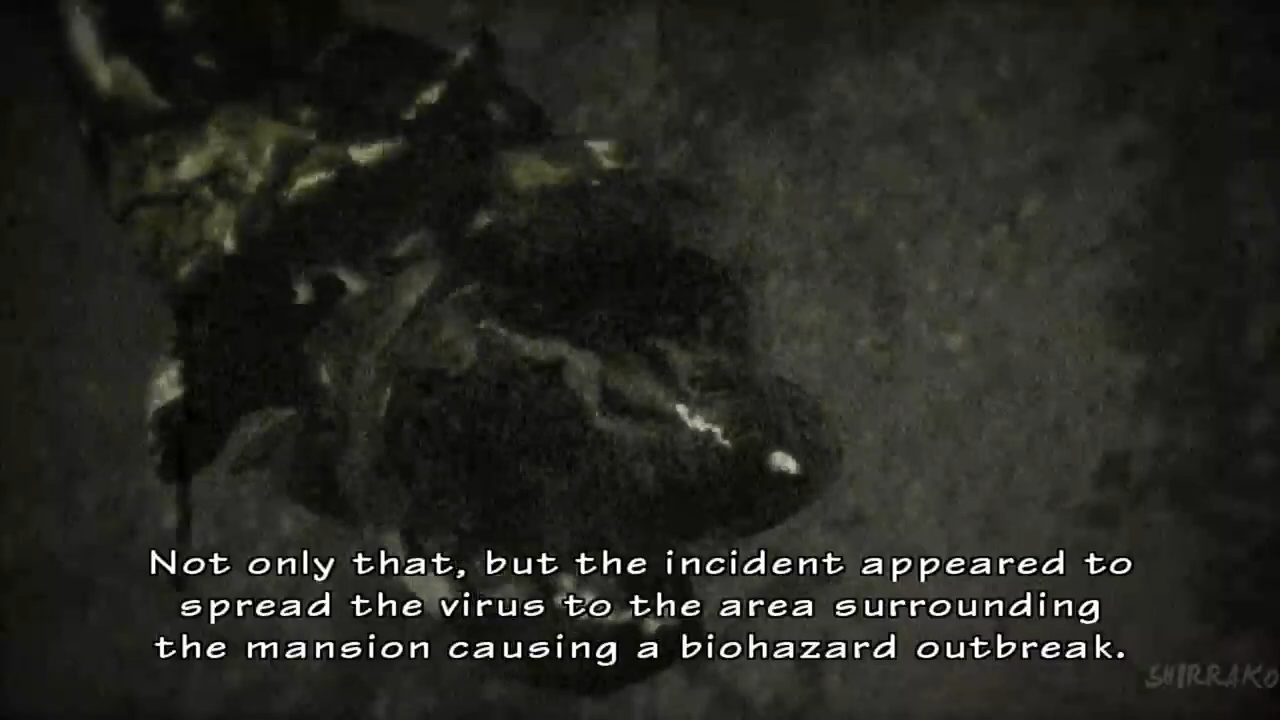 Not only that, but the incident appeared to
spread the virus to the area surrounding
the mansion causing a biohazard outbreak.
SHIRRAKO